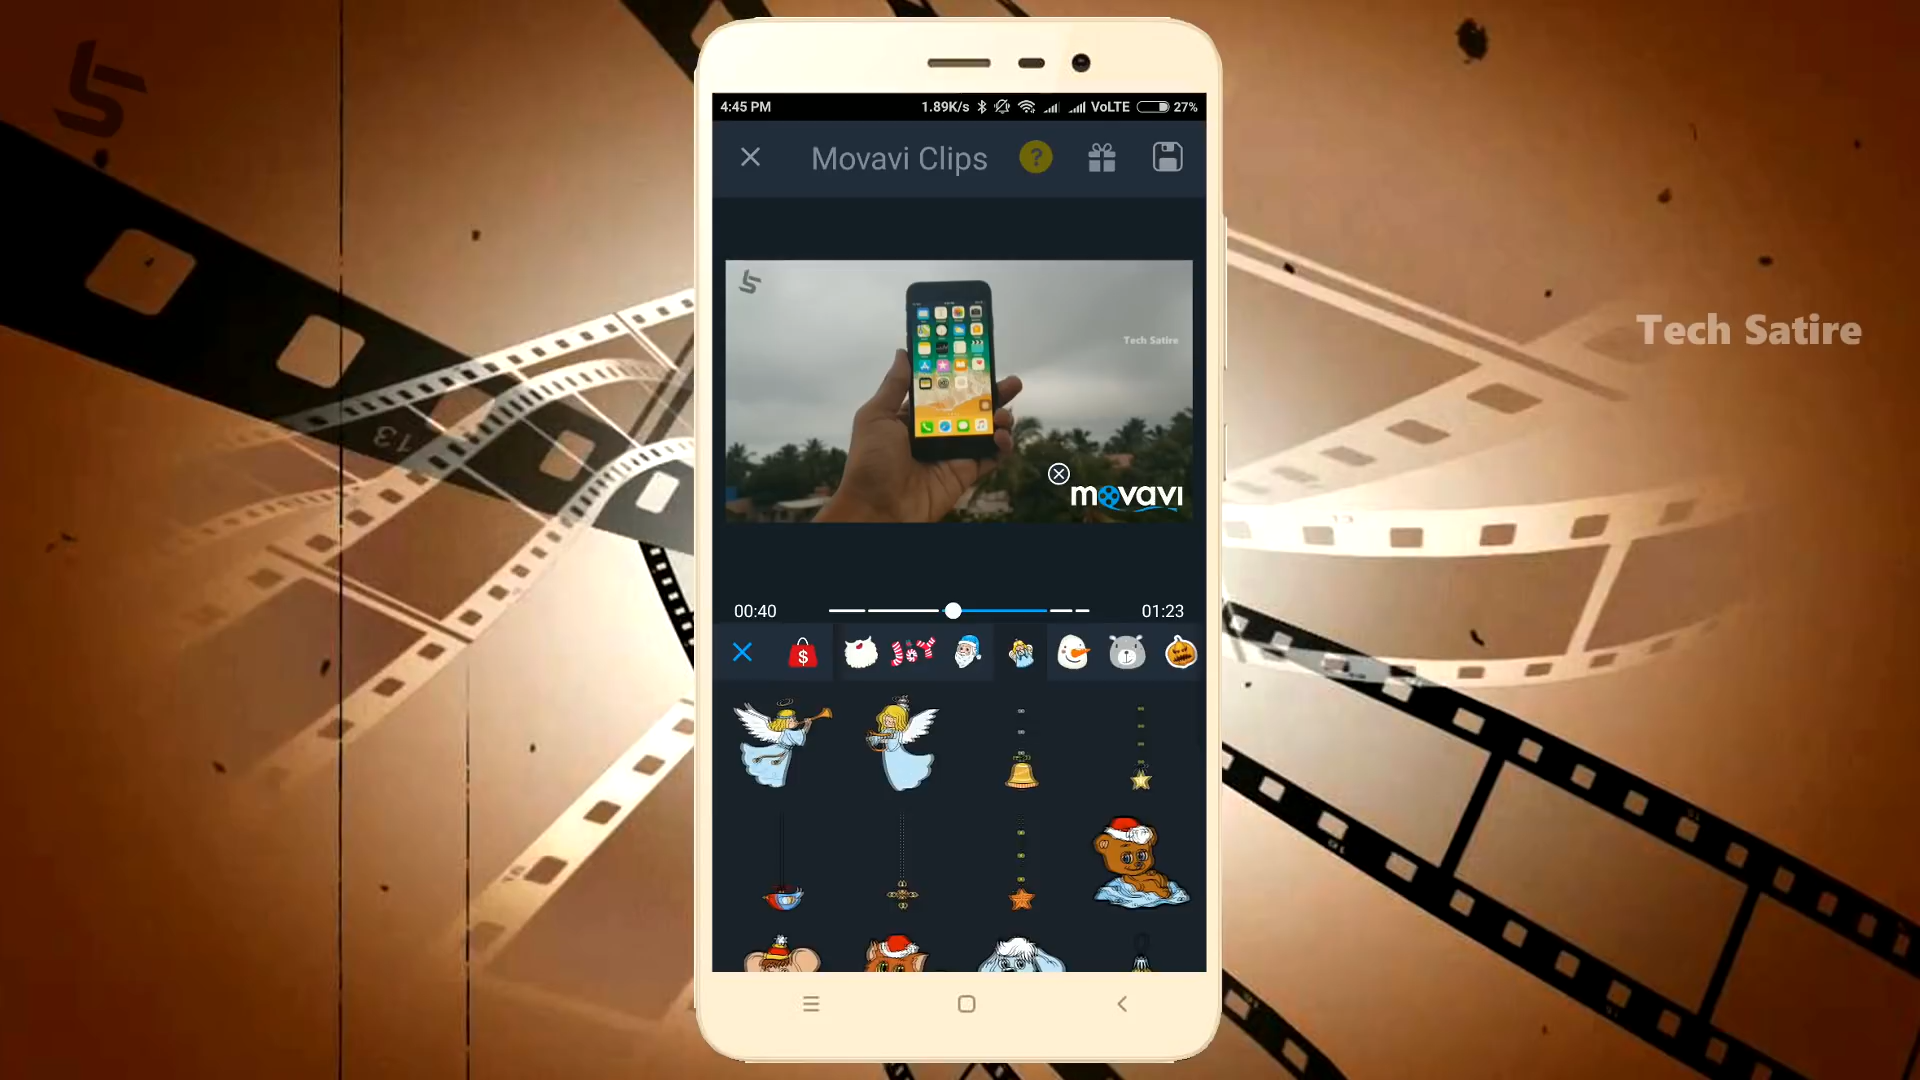 4:45 PM 1.89K/s VoLTE 27%
Movavi Clips ?
Tech Satire
Tech Satire
movavi
00:40 01:23
$ JOY
13